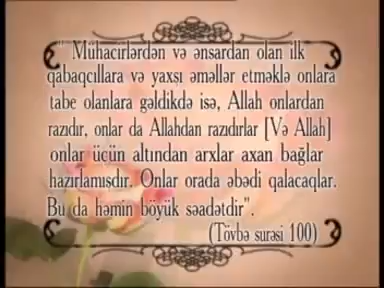 " Mühacirlərdən və ənsardan olan ilk
qabaqcıllara və yaxşı əməllər etməklə onlara
tabe olanlara gəldikdə isə, Allah onlardan
razıdır, onlar da Allahdan razıdırlar [Və Allah]
onlar üçün altından arxlar axan bağlar
hazırlamışdır. Onlar orada əbədi qalacaqlar.
Bu da həmin böyük səadətdir".
(Tövbə surəsi 100)